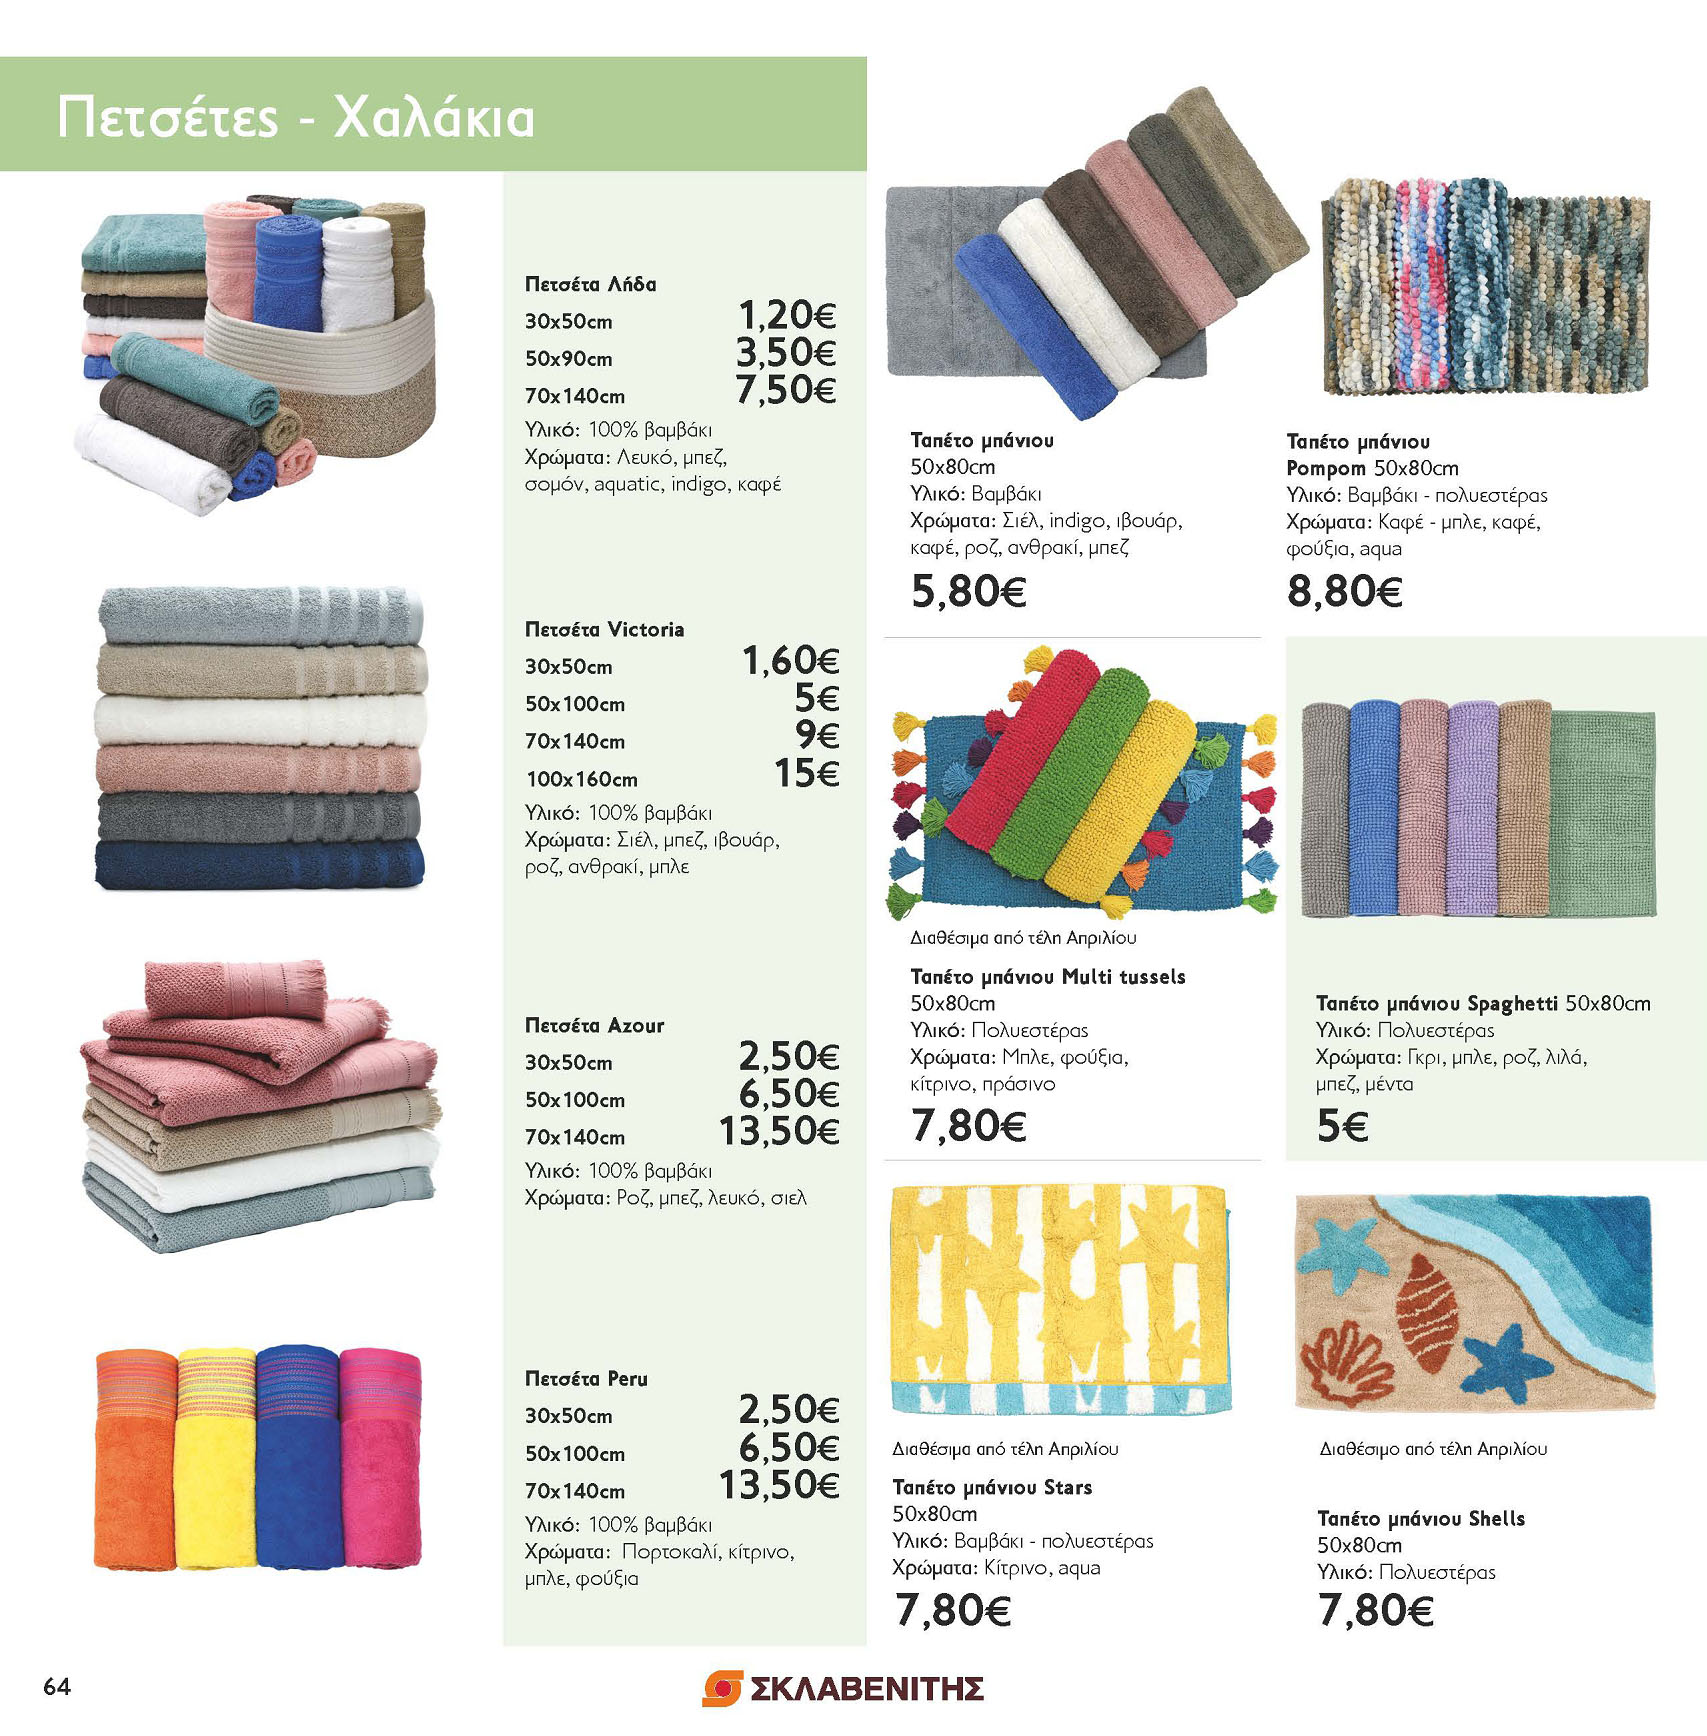 Πετσέτες - Χαλάκια
Πετσέτα Λήδα
30x50cm 1,20€
50x90cm 3,50€
70x140cm 7,50€
Υλικό: 100% βαμβάκι
Χρώματα: Λευκό, μπεζ,
σομόν, aquatic, indigo, καφέ
Πετσέτα Victoria
30x50cm 1,60€
50x100cm 5€
70x140cm 9€
100x160cm 15€
Υλικό: 100% βαμβάκι
Χρώματα: Σιέλ, μπεζ, ιβουάρ,
ροζ, ανθρακί, μπλε
Πετσέτα Azour
30x50cm 2,50€
50x100cm 6,50€
70x140cm 13,50€
Υλικό: 100% βαμβάκι
Χρώματα: Ροζ, μπεζ, λευκό, σιελ
Πετσέτα Peru
30x50cm 2,50€
50x100cm 6,50€
70x140cm 13,50€
Υλικό: 100% βαμβάκι
Χρώματα: Πορτοκαλί, κίτρινο,
μπλε, φούξια
Ταπέτο μπάνιου
50x80cm
Υλικό: Βαμβάκι
Χρώματα: Σιέλ, indigo, ιβουάρ,
καφέ, ροζ, ανθρακί, μπεζ
5,80€
Ταπέτο μπάνιου
Pompom 50x80cm
Υλικό: Βαμβάκι - πολυεστέρας
Χρώματα: Καφέ - μπλε, καφέ,
φούξια, aqua
8,80€
Διαθέσιμα από τέλη Απριλίου
Ταπέτο μπάνιου Multi tussels
50x80cm
Υλικό: Πολυεστέρας
Χρώματα: Μπλε, φούξια,
κίτρινο, πράσινο
7,80€
Ταπέτο μπάνιου Spaghetti 50x80cm
Υλικό: Πολυεστέρας
Χρώματα: Γκρι, μπλε, ροζ, λιλά,
μπεζ, μέντα
5€
Διαθέσιμα από τέλη Απριλίου
Ταπέτο μπάνιου Stars
50x80cm
Υλικό: Βαμβάκι - πολυεστέρας
Χρώματα: Κίτρινο, aqua
7,80€
Διαθέσιμο από τέλη Απριλίου
Ταπέτο μπάνιου Shells
50x80cm
Υλικό: Πολυεστέρας
7,80€
64
ΣΚΛΑΒΕΝΙΤΗΣ